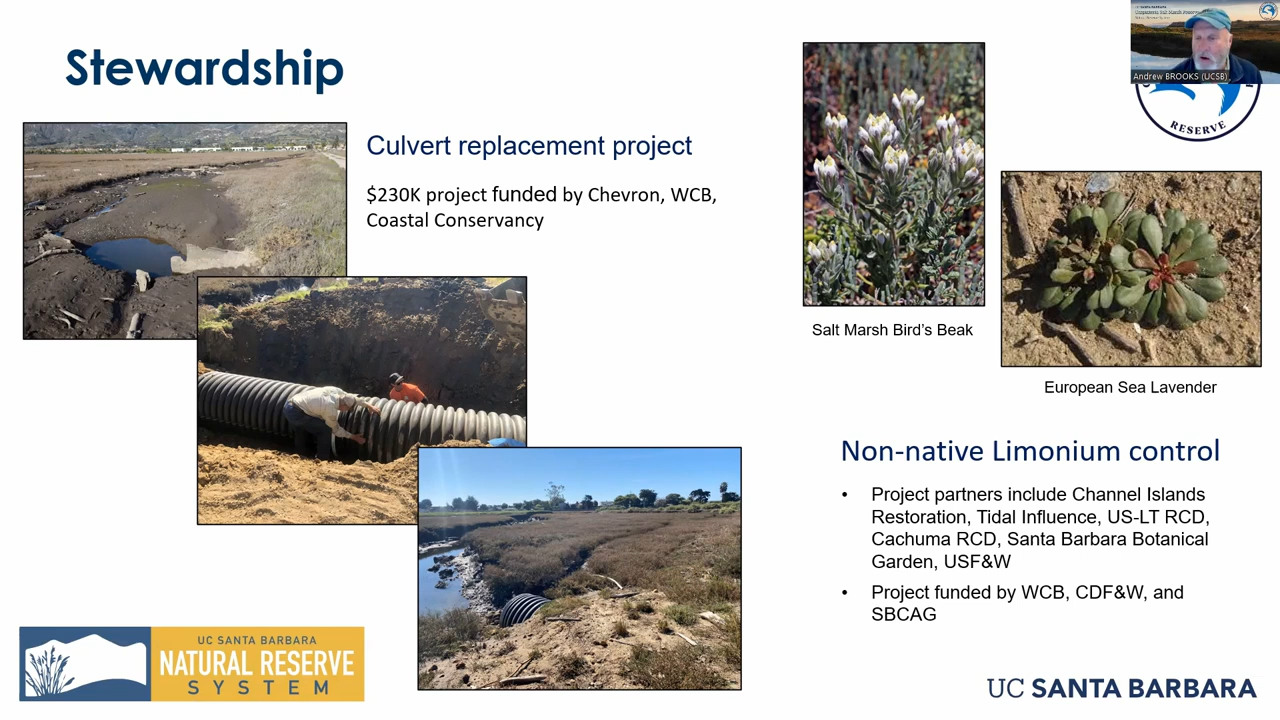 Stewardship
Culvert replacement project
$230K project funded by Chevron, WCB,
Coastal Conservancy
Andrew BROOKS (UCSB)
RESERVE
Salt Marsh Bird's Beak
European Sea Lavender
Non-native Limonium control
• Project partners include Channel Islands
Restoration, Tidal Influence, US-LT RCD,
Cachuma RCD, Santa Barbara Botanical
Garden, USF&W
• Project funded by WCB, CDF&W, and
SBCAG
UC SANTA BARBARA
NATURAL RESERVE
SYSTEM
UC SANTA BARBARA